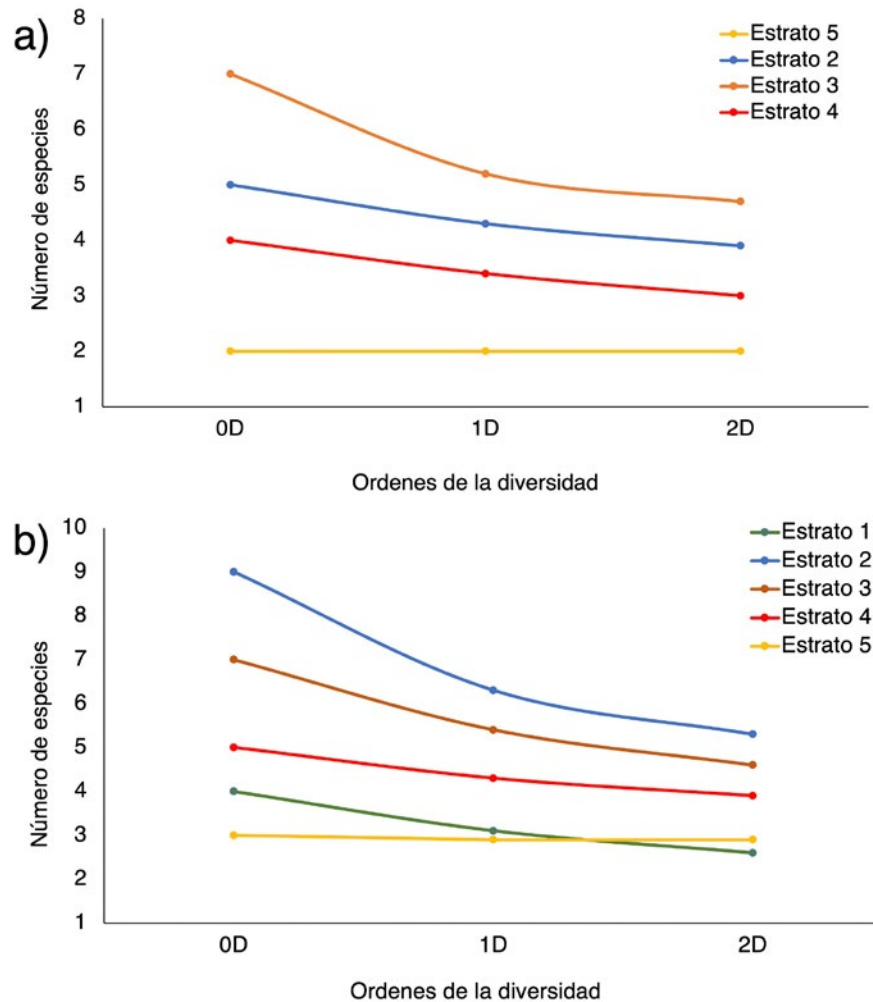 a)
Número de especies
8
7
6
5
4
3
2
1
0D 1D 2D
Ordenes de la diversidad
Estrato 5
Estrato 2
Estrato 3
Estrato 4
b)
Número de especies
10
9
8
7
6
5
4
3
2
1
0D 1D 2D
Ordenes de la diversidad
Estrato 1
Estrato 2
Estrato 3
Estrato 4
Estrato 5